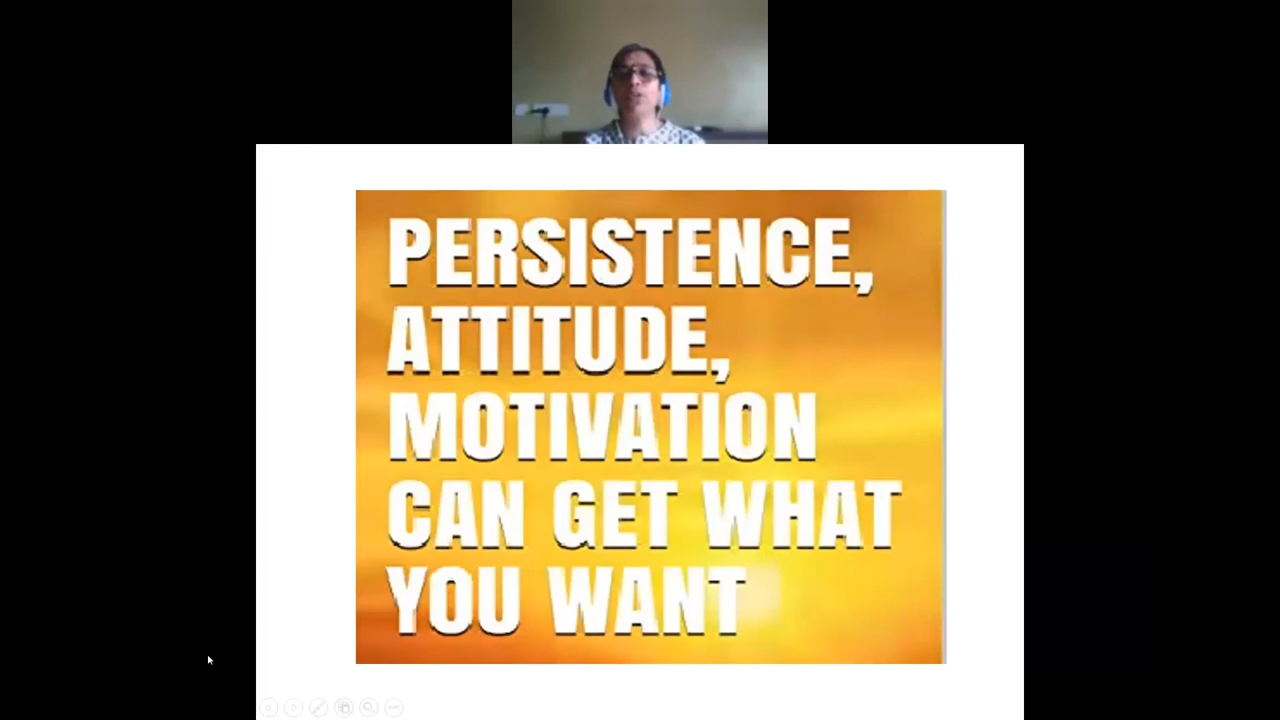 PERSISTENCE,
ATTITUDE,
MOTIVATION
CAN GET WHAT
YOU WANT